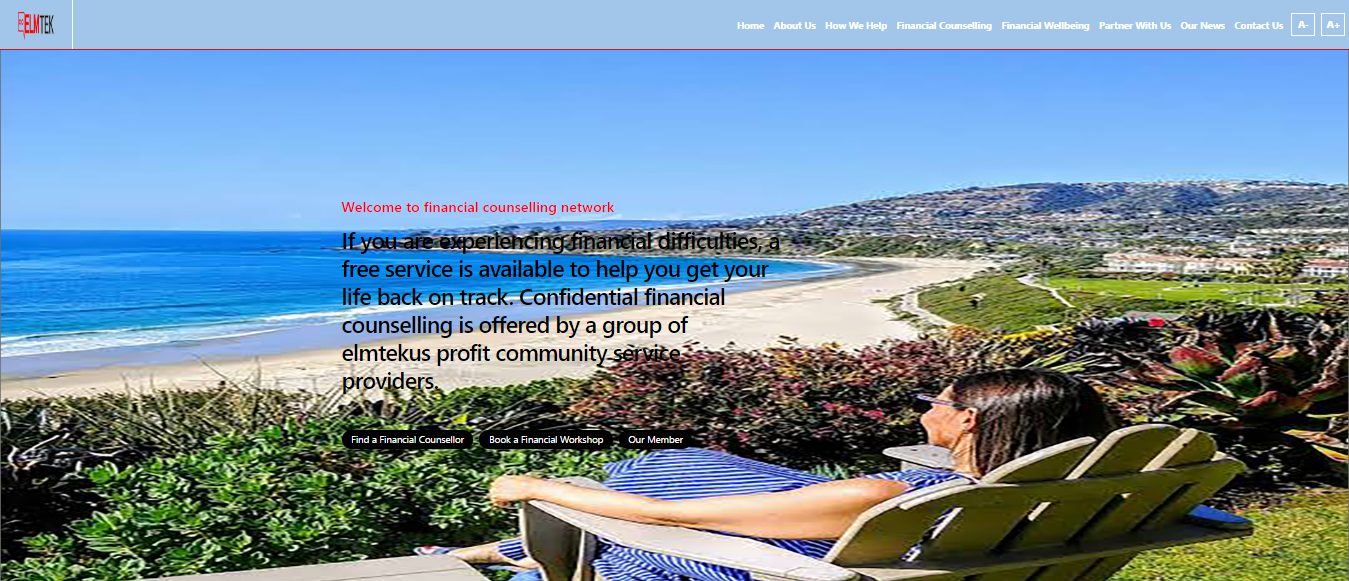 ELMTEK
Home About Us How We Help Financial Counselling Financial Wellbeing Partner With Us Our News Contact Us A- A+
Welcome to financial counselling network
If you are experiencing financial difficulties, a
free service is available to help you get your
life back on track. Confidential financial
counselling is offered by a group of
elmtekus profit community service
providers.
Find a Financial Counsellor Book a Financial Workshop Our Member